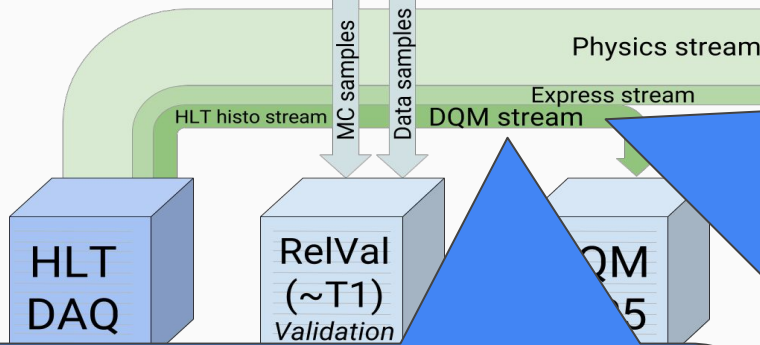 Physics stream
Express stream
HLT histo stream
DQM stream
MC samples
Data samples
HLT
DAQ
RelVal
(~T1)
Validation